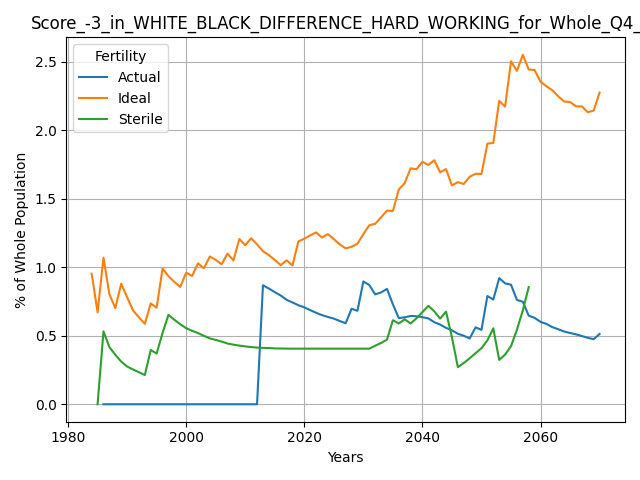 Score_-3_in_WHITE_BLACK_DIFFERENCE_HARD_WORKING_for_Whole_Q4_
Fertility
Actual
Ideal
Sterile
% of Whole Population
2.5
2.0
1.5
1.0
0.5
0.0
1980 2000 2020 2040 2060
Years